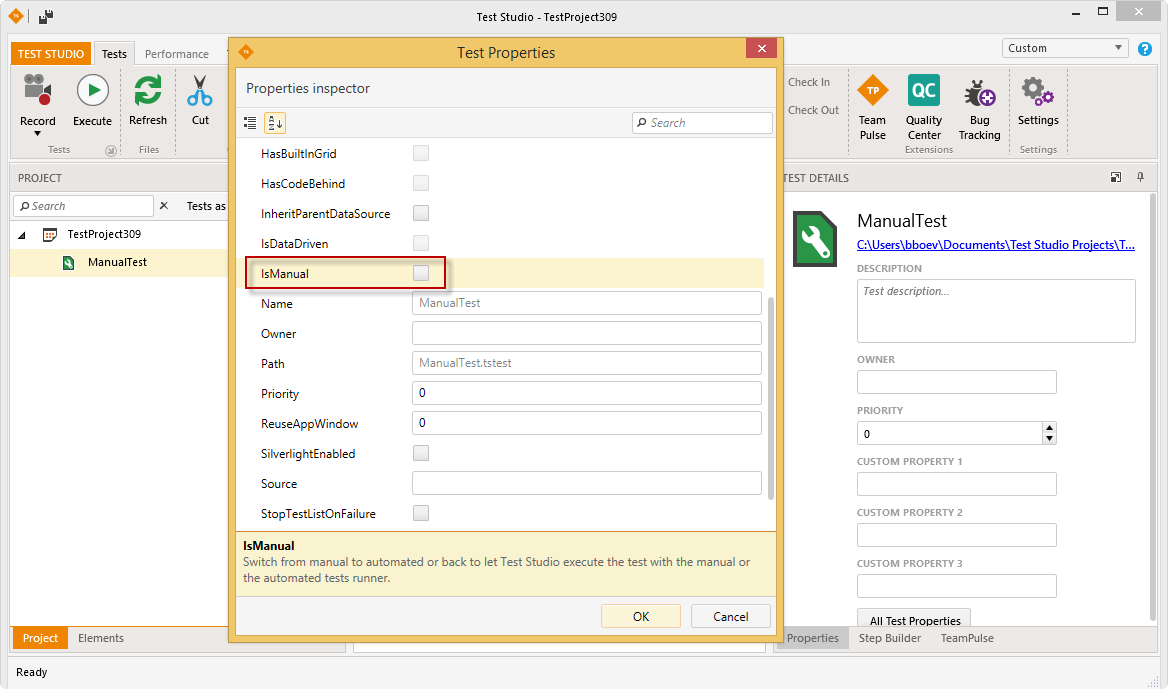 TS
Test Studio - TestProject309
TEST STUDIO
Tests
Performance
Custom
?
Record
Execute
Refresh
Cut
Tests
Files
Check In
Check Out
TP
Team
Pulse
QC
Quality
Center
Bug
Tracking
Extensions
Settings
Settings
PROJECT
Search
Tests as
TestProject309
ManualTest
TS
Test Properties
Properties inspector
Search
HasBuiltInGrid
HasCodeBehind
InheritParentDataSource
IsDataDriven
IsManual
Name
ManualTest
Owner
Path
ManualTest.tstest
Priority
0
ReuseAppWindow
0
SilverlightEnabled
Source
StopTestListOnFailure
IsManual
Switch from manual to automated or back to let Test Studio execute the test with the manual or
the automated tests runner.
OK
Cancel
TEST DETAILS
ManualTest
C:\Users\bboev\Documents\Test Studio Projects\T...
DESCRIPTION
Test description...
OWNER
PRIORITY
0
CUSTOM PROPERTY 1
CUSTOM PROPERTY 2
CUSTOM PROPERTY 3
All Test Properties
Project
Elements
Properties
Step Builder
TeamPulse
Ready